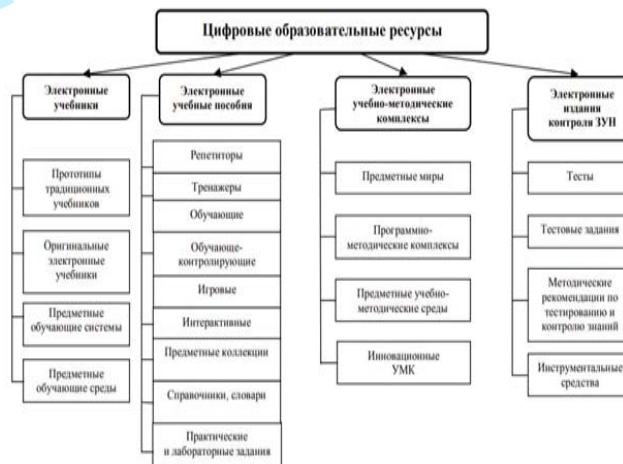 Цифровые образовательные ресурсы
Электронные
учебники
Прототипы
традиционных
учебников
Оригинальные
электронные
учебники
Предметные
обучающие системы
Предметные
обучающие среды
Электронные
учебные пособия
Репетиторы
Тренажеры
Обучающие
Обучающе-
контролирующие
Игровые
Интерактивные
Предметные коллекции
Справочники, словари
Практические
и лабораторные задания
Электронные
учебно-методические
комплексы
Предметные миры
Программно-
методические комплексы
Предметные учебно-
методические среды
Инновационные
УМК
Электронные
издания
контроля ЗУН
Тесты
Тестовые задания
Методические
рекомендации по
тестированию и
контролю знаний
Инструментальные
средства